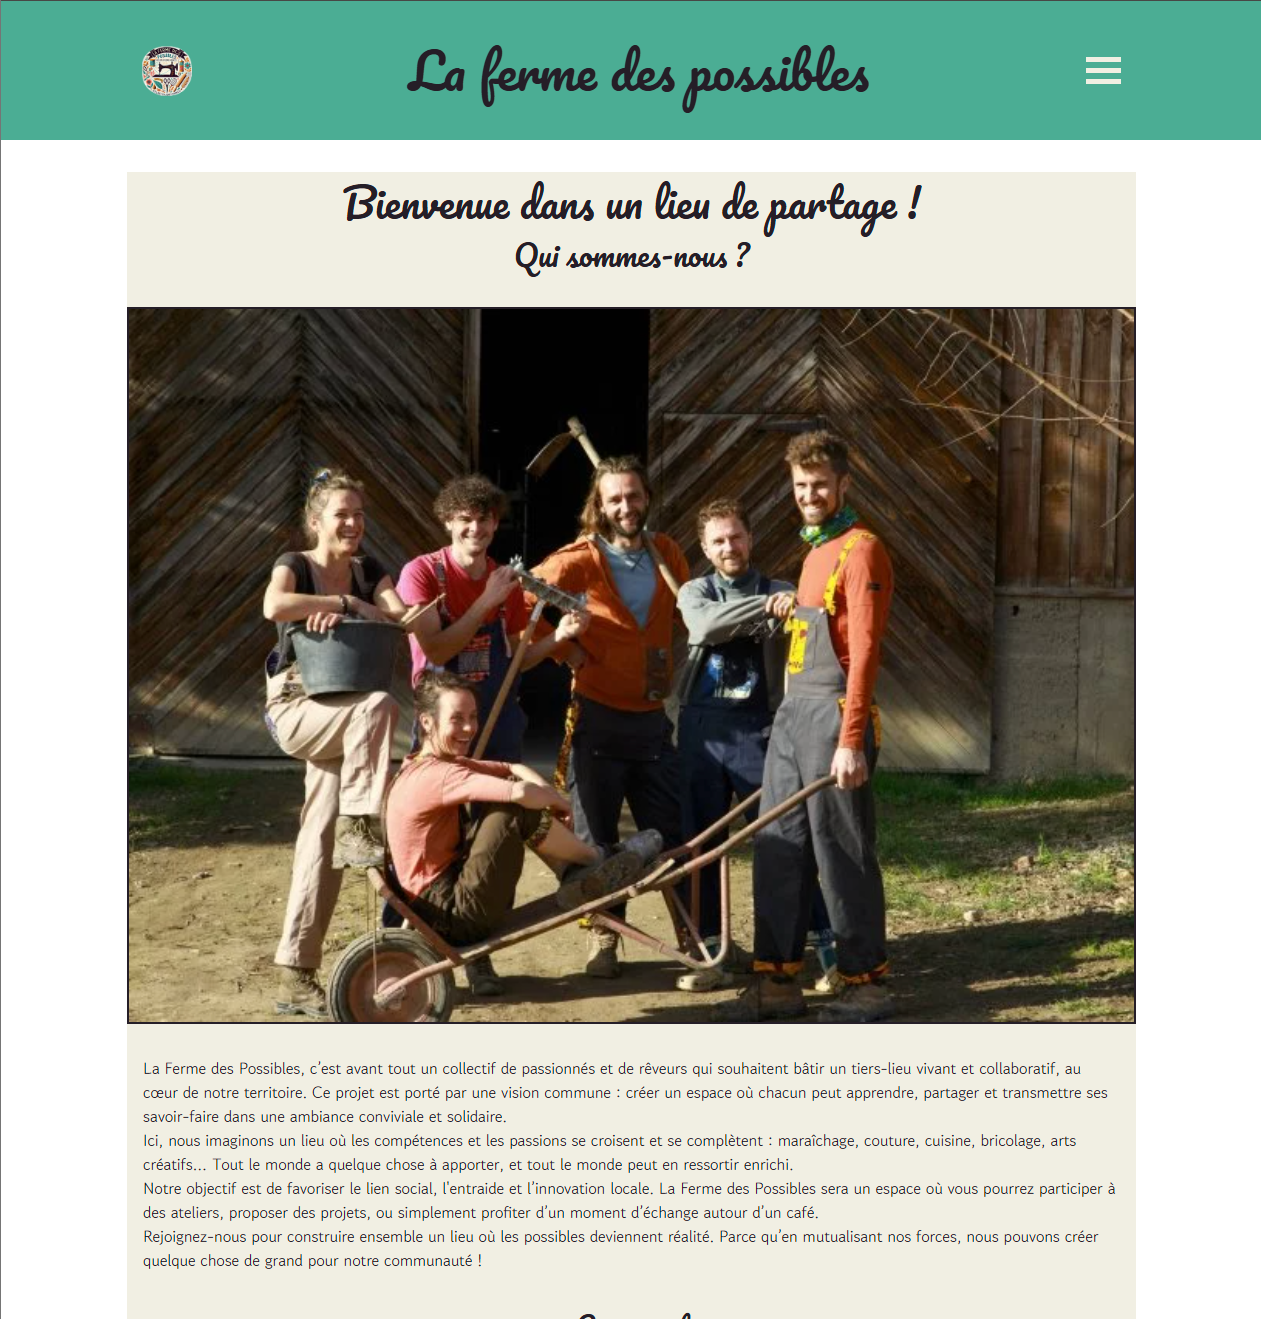 La ferme des possibles
Bienvenue dans un lieu de partage !
Qui sommes-nous ?
La Ferme des Possibles, c’est avant tout un collectif de passionnés et de rêveurs qui souhaitent bâtir un tiers-lieu vivant et collaboratif, au
cœur de notre territoire. Ce projet est porté par une vision commune : créer un espace où chacun peut apprendre, partager et transmettre ses
savoir-faire dans une ambiance conviviale et solidaire.
Ici, nous imaginons un lieu où les compétences et les passions se croisent et se complètent : maraîchage, couture, cuisine, bricolage, arts
créatifs... Tout le monde a quelque chose à apporter, et tout le monde peut en ressortir enrichi.
Notre objectif est de favoriser le lien social, l'entraide et l’innovation locale. La Ferme des Possibles sera un espace où vous pourrez participer à
des ateliers, proposer des projets, ou simplement profiter d’un moment d’échange autour d’un café.
Rejoignez-nous pour construire ensemble un lieu où les possibles deviennent réalité. Parce qu’en mutualisant nos forces, nous pouvons créer
quelque chose de grand pour notre communauté !